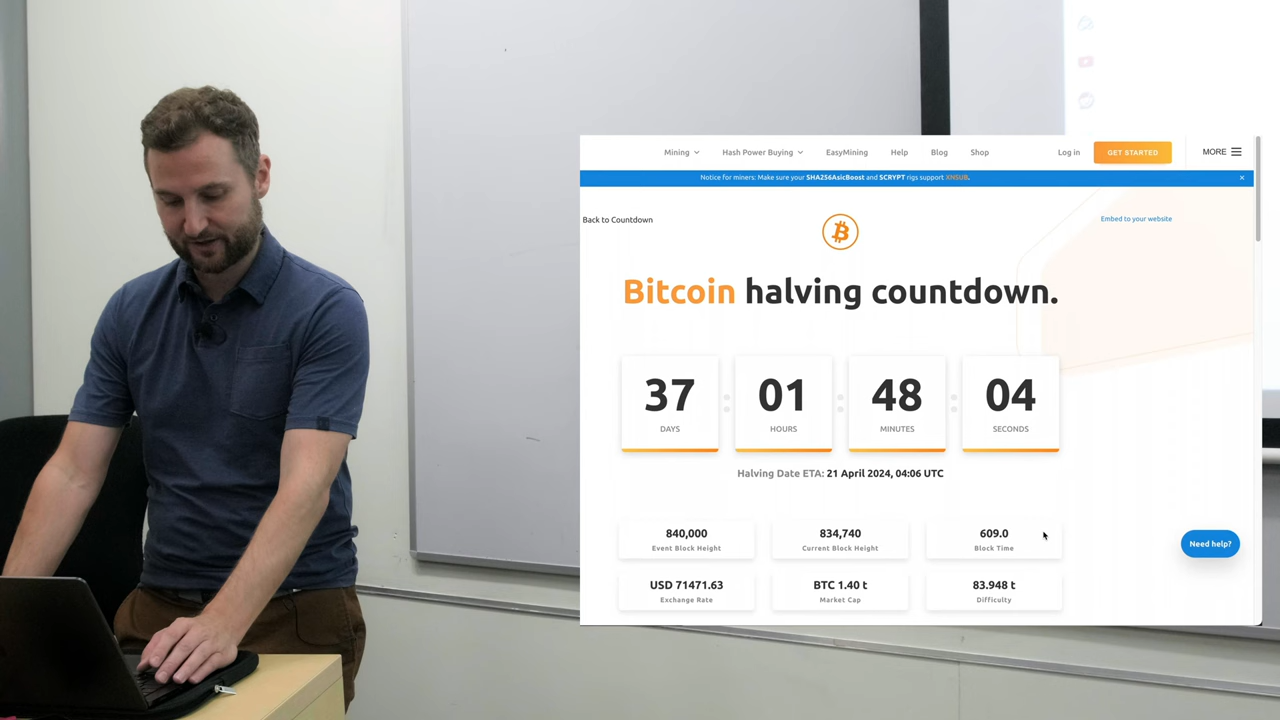 Mining
Hash Power Buying
EasyMining
Help
Blog
Shop
Log in
GET STARTED
MORE
Notice for miners: Make sure your SHA256AsicBoost and SCRYPT rigs support XNSUB.
Back to Countdown
Embed to your website
Bitcoin halving countdown.
37 : 01 : 48 : 04
DAYS HOURS MINUTES SECONDS
Halving Date ETA: 21 April 2024, 04:06 UTC
840,000 834,740 609.0
Event Block Height Current Block Height Block Time
Need help?
USD 71471.63 BTC 1.40 t 83.948 t
Exchange Rate Market Cap Difficulty